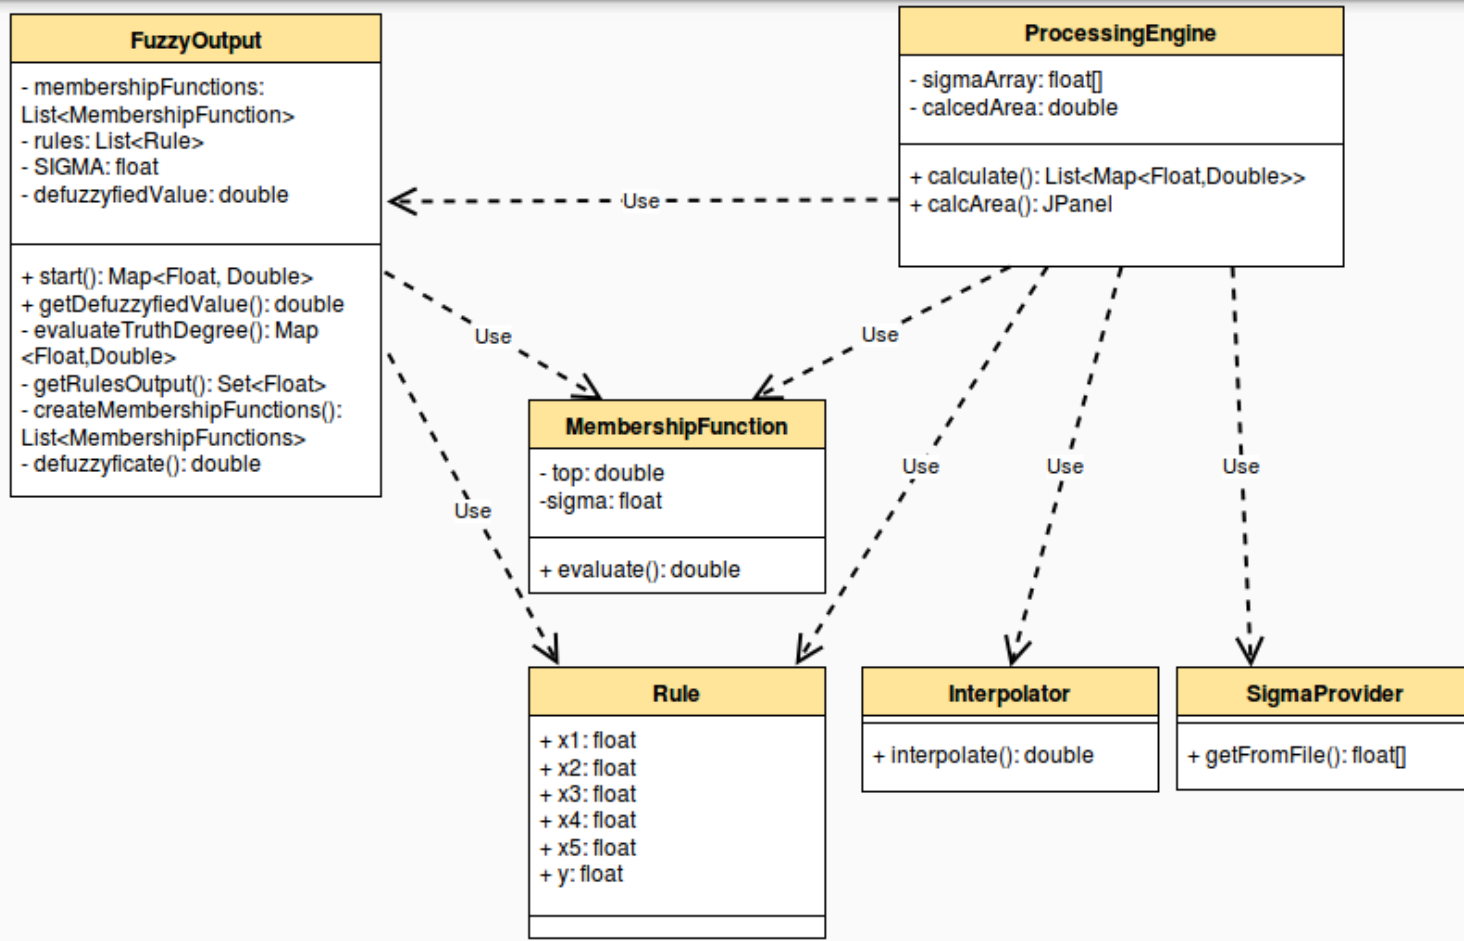 FuzzyOutput
- membershipFunctions:
List<MembershipFunction>
- rules: List<Rule>
- SIGMA: float
- defuzzyfiedValue: double
+ start(): Map<Float, Double>
+ getDefuzzyfiedValue(): double
- evaluateTruthDegree(): Map
<Float,Double>
- getRulesOutput(): Set<Float>
- createMembershipFunctions():
List<MembershipFunctions>
- defuzzyficate(): double
ProcessingEngine
- sigmaArray: float[]
- calcedArea: double
+ calculate(): List<Map<Float,Double>>
+ calcArea(): JPanel
Use
Use
Use
Use
Use
Use
Use
MembershipFunction
- top: double
-sigma: float
+ evaluate(): double
Rule
+ x1: float
+ x2: float
+ x3: float
+ x4: float
+ x5: float
+ y: float
Interpolator
+ interpolate(): double
SigmaProvider
+ getFromFile(): float[]